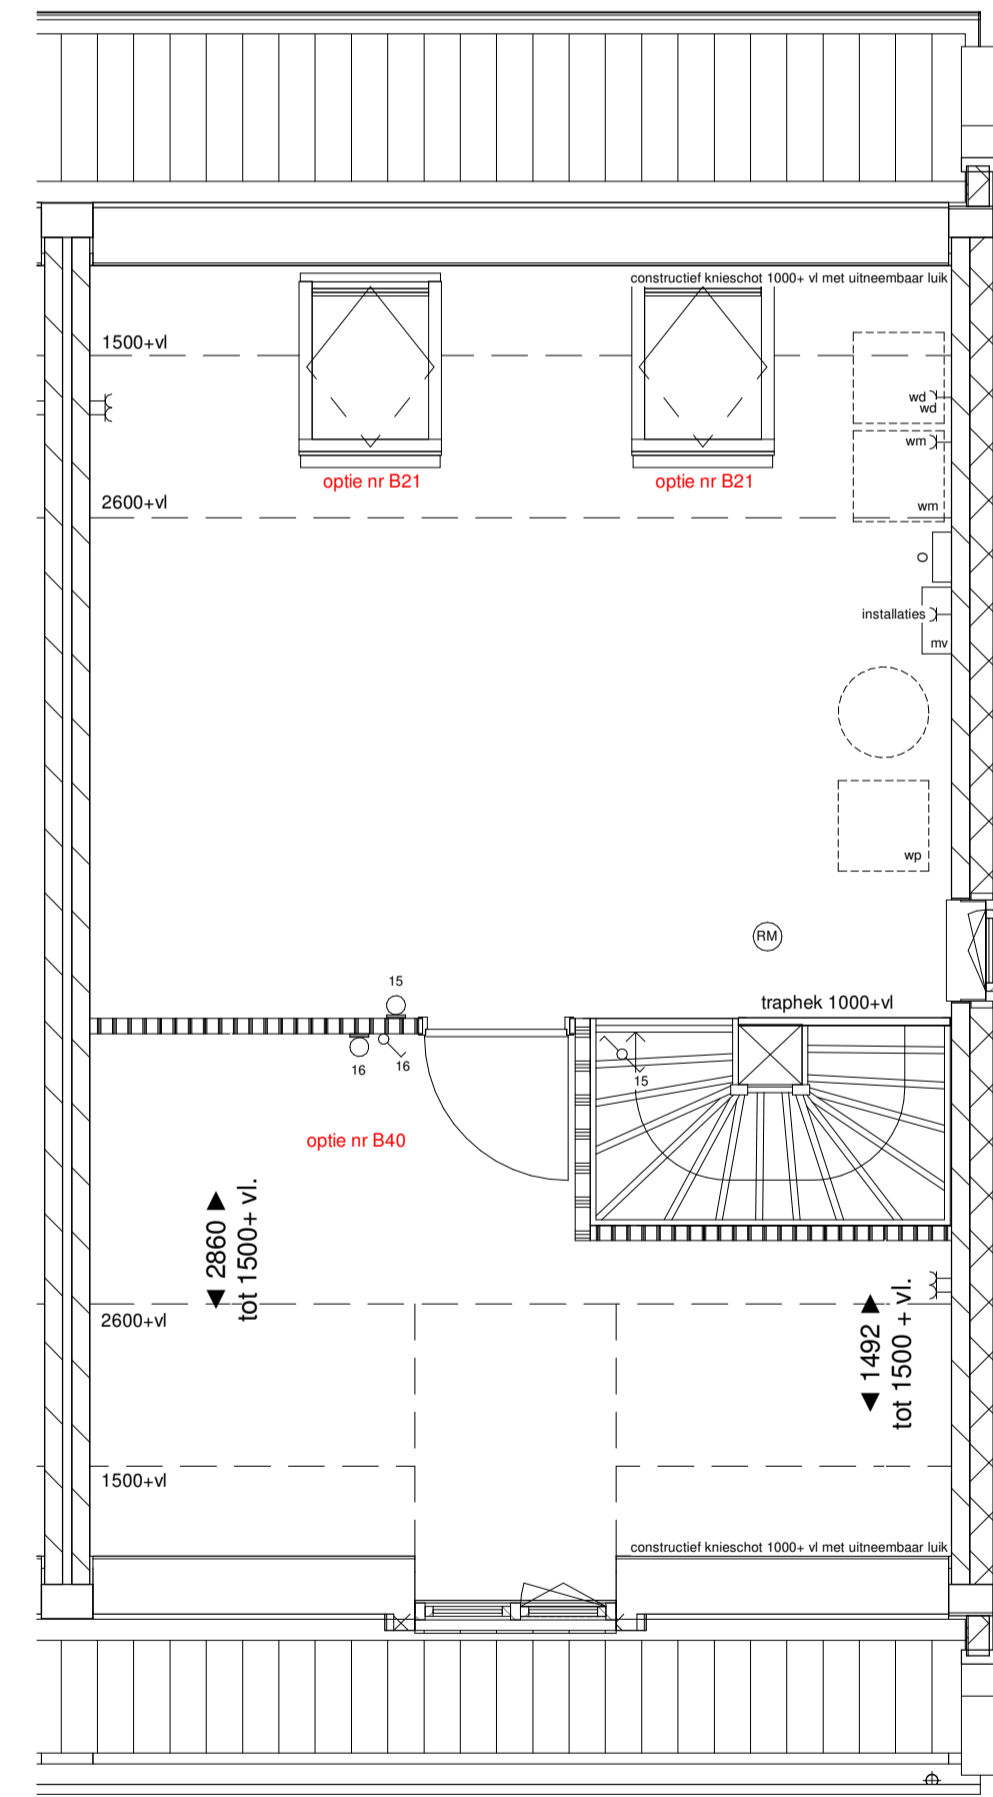 constructief knieschot 1000+ vl met uitneembaar luik
1500+vl
wd
wd
wm
optie nr B21
optie nr B21
2600+vl
wm
O
installaties
mv
wp
RM
15
traphek 1000+vl
16
16
15
optie nr B40
◀ 2860 ▶
tot 1500+ vl.
2600+vl
◀ 1492 ▶
tot 1500 + vl.
1500+vl
constructief knieschot 1000+ vl met uitneembaar luik